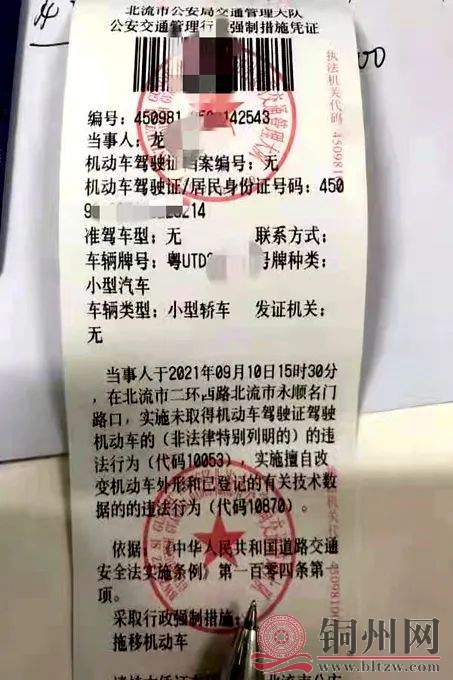 北流市公安局交通管理大队
公安交通管理行 强制措施凭证
执法机关代码:450981
编号:450981 142543
当事人:龙
机动车驾驶证档案编号:无
机动车驾驶证/居民身份证号码:450
9 214
准驾车型:无 联系方式:
车辆牌号:粤UTD 号牌种类:
小型汽车
车辆类型:小型轿车 发证机关:
无
当事人于2021年09月10日15时30分
,在北流市二环西路北流市永顺名门
路口,实施未取得机动车驾驶证驾驶
机动车的(非法律特别列明的)的违
法行为(代码10053),实施擅自改
变机动车外形和已登记的有关技术数
据的的违法行为(代码10870)。
依据:《中华人民共和国道路交通
安全法实施条例》第一百零四条第
项。
采取行政强制措施:
拖移机动车
铜州网
www.bltzw.com